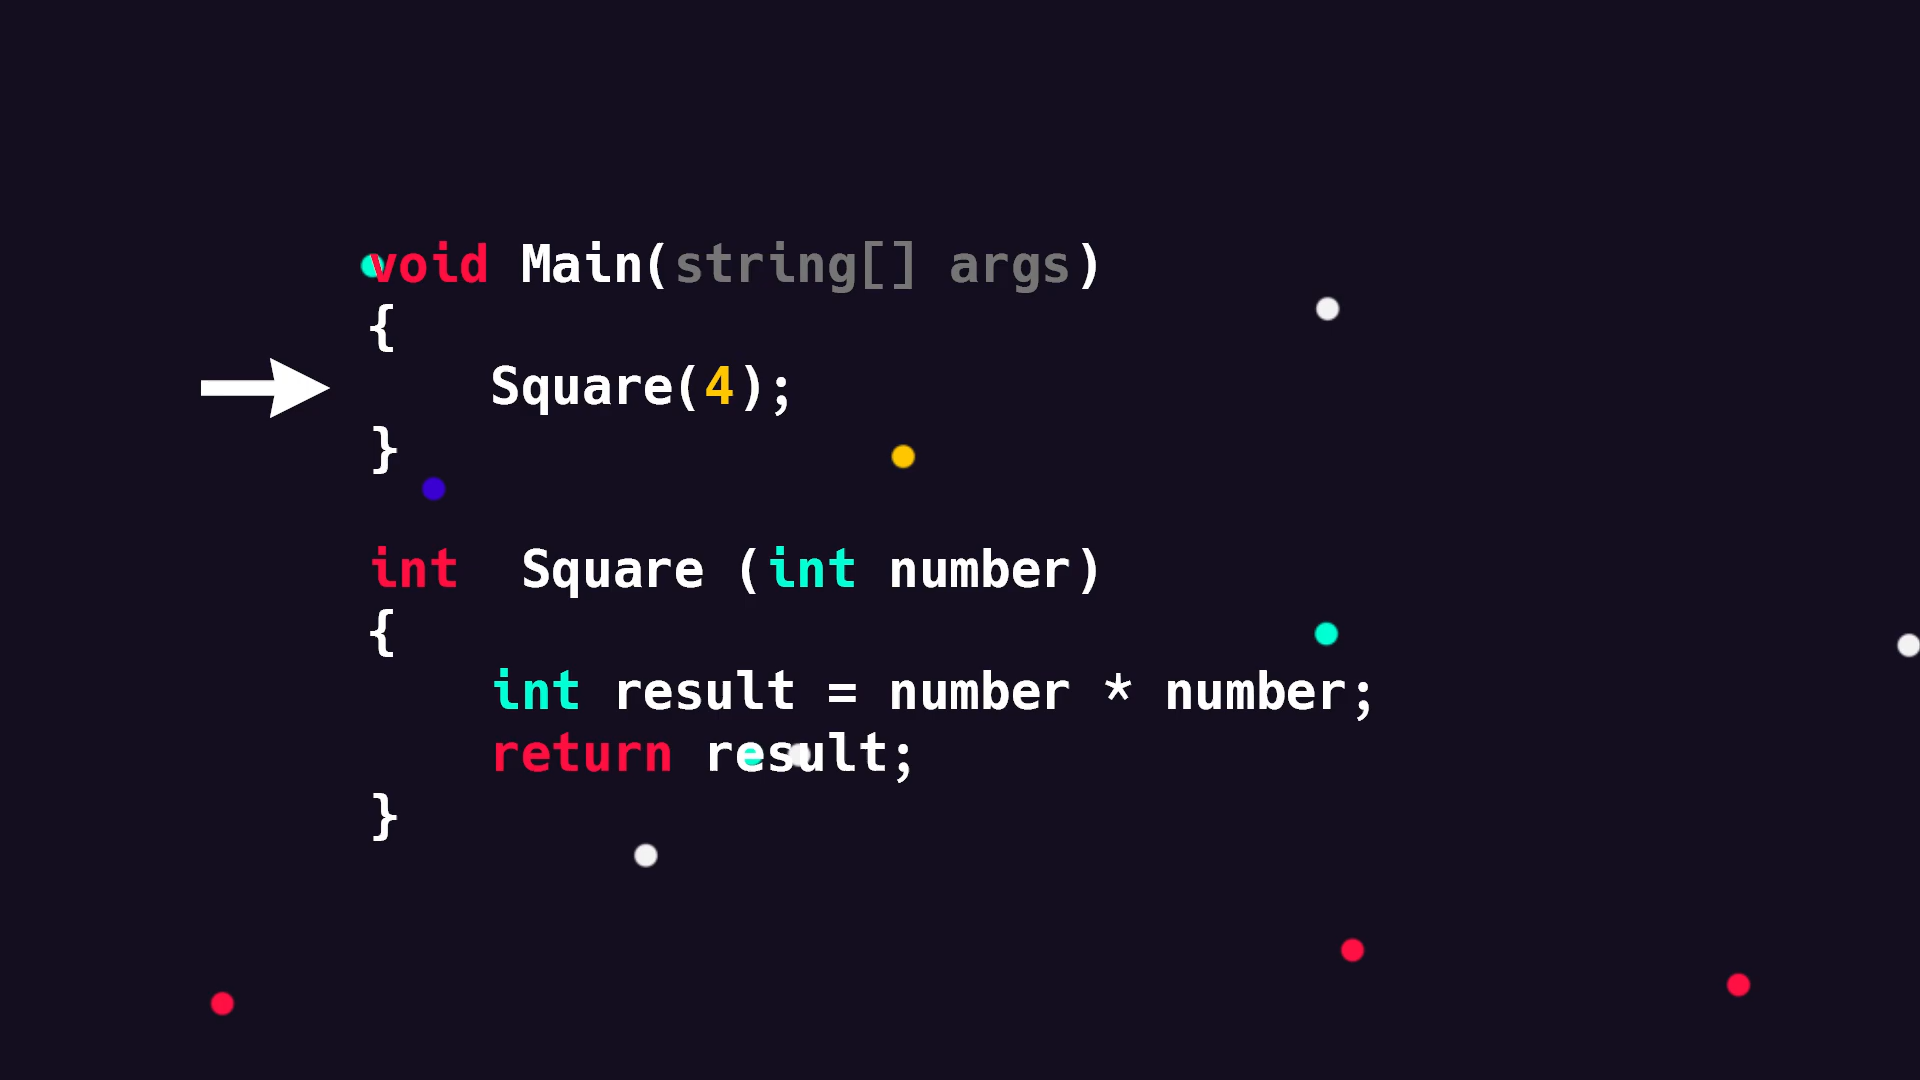 void Main(string[] args)
{
    Square(4);
}
int  Square (int number)
{
    int result = number * number;
    return result;
}